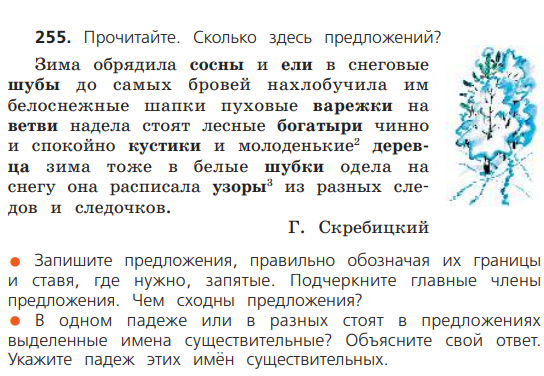 255. Прочитайте. Сколько здесь предложений?
Зима обрядила сосны и ели в снеговые
шубы до самых бровей нахлобучила им
белоснежные шапки пуховые варежки на
ветви надела стоят лесные богатыри чинно
и спокойно кустики и молоденькие² дерев-
ца зима тоже в белые шубки одела на
снегу она расписала узоры³ из разных сле-
дов и следочков.
Г. Скребицкий
● Запишите предложения, правильно обозначая их границы
и ставя, где нужно, запятые. Подчеркните главные члены
предложения. Чем сходны предложения?
● В одном падеже или в разных стоят в предложениях
выделенные имена существительные? Объясните свой ответ.
Укажите падеж этих имён существительных.